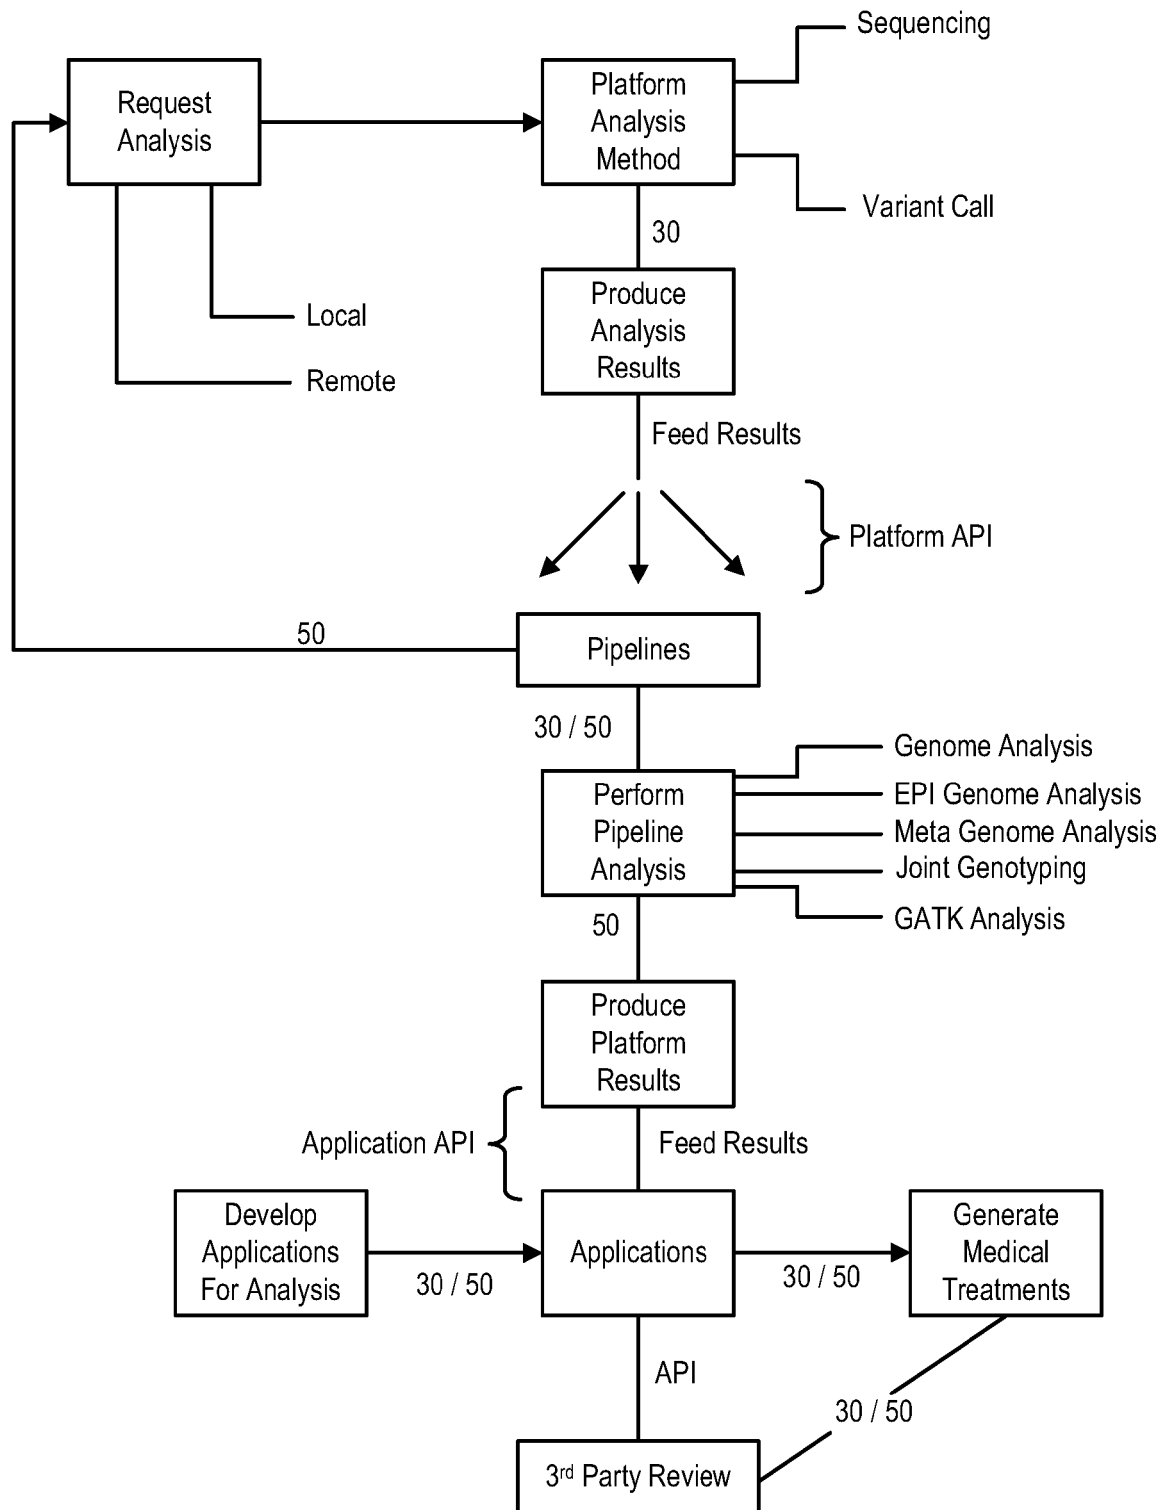 Sequencing
Request
Analysis
Platform
Analysis
Method
Variant Call
30
Local
Remote
Produce
Analysis
Results
Feed Results
Platform API
50
Pipelines
30 / 50
Perform
Pipeline
Analysis
Genome Analysis
EPI Genome Analysis
Meta Genome Analysis
Joint Genotyping
GATK Analysis
50
Produce
Platform
Results
Application API
Feed Results
Develop
Applications
For Analysis
30 / 50
Applications
30 / 50
Generate
Medical
Treatments
API
30 / 50
3rd Party Review